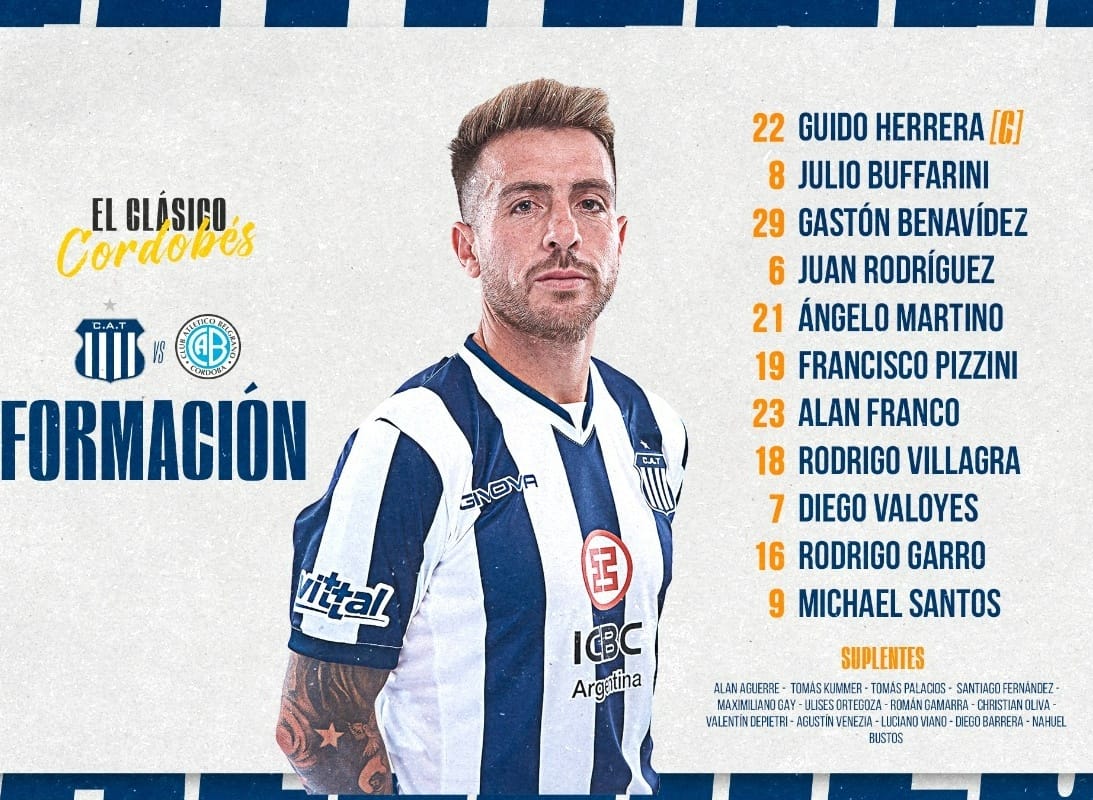 EL CLÁSICO
Cordobés
C.A.T
VS
CLUB ATLÉTICO BELGRANO
CORDOBA
FORMACIÓN
GIVOVA
C.A.T
vittal
ICBC
Argentina
22 GUIDO HERRERA [C]
8 JULIO BUFFARINI
29 GASTÓN BENAVÍDEZ
6 JUAN RODRÍGUEZ
21 ÁNGELO MARTINO
19 FRANCISCO PIZZINI
23 ALAN FRANCO
18 RODRIGO VILLAGRA
7 DIEGO VALOYES
16 RODRIGO GARRO
9 MICHAEL SANTOS
SUPLENTES
ALAN AGUERRE - TOMÁS KUMMER - TOMÁS PALACIOS - SANTIAGO FERNÁNDEZ -
MAXIMILIANO GAY - ULISES ORTEGOZA - ROMÁN GAMARRA - CHRISTIAN OLIVA -
VALENTÍN DEPIETRI - AGUSTÍN VENEZIA - LUCIANO VIANO - DIEGO BARRERA - NAHUEL
BUSTOS